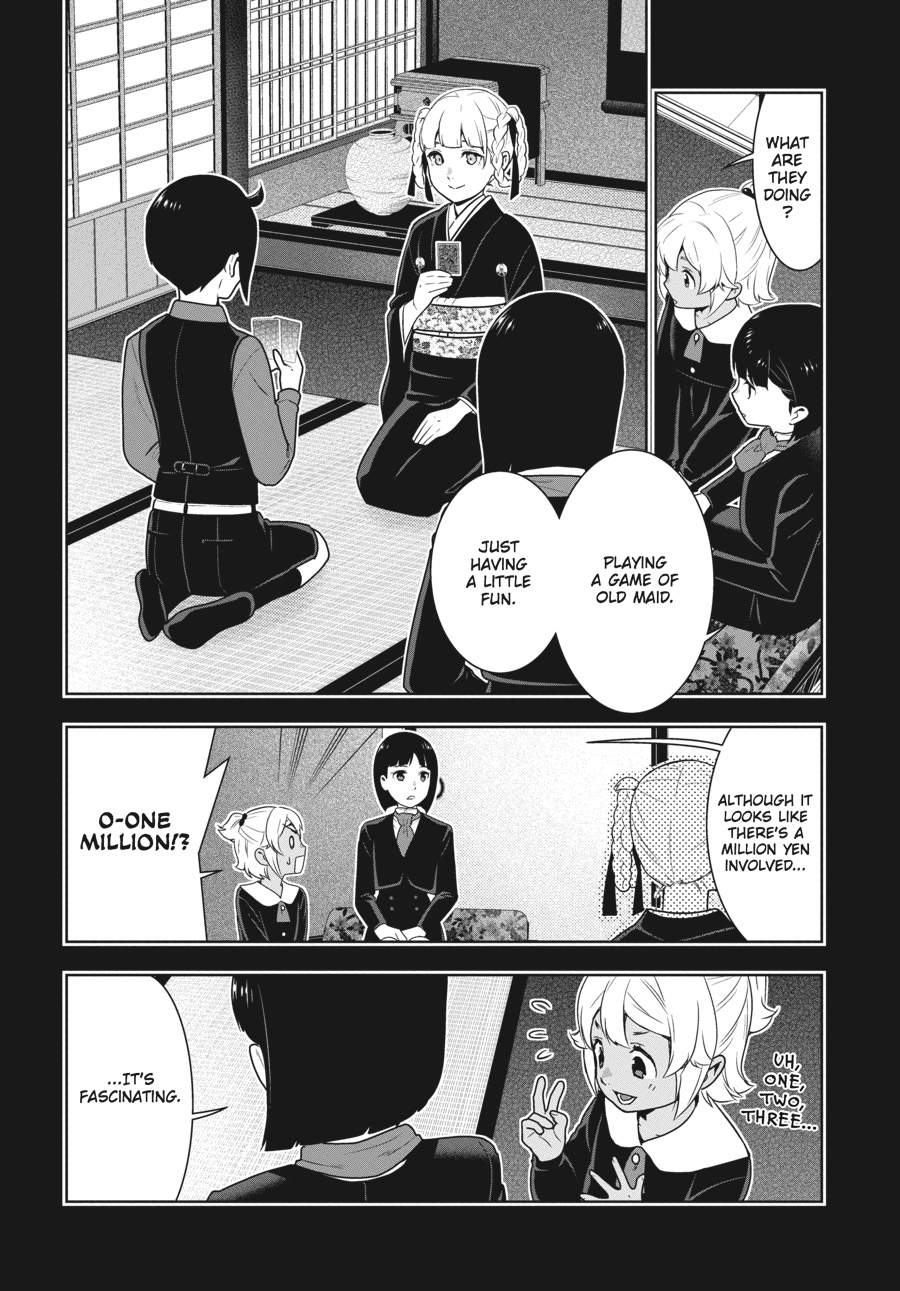 WHAT
ARE
THEY
DOING
?
PLAYING
A GAME OF
OLD MAID.
JUST
HAVING
A LITTLE
FUN.
ALTHOUGH IT
LOOKS LIKE
THERE'S A
MILLION YEN
INVOLVED...
O-ONE
MILLION!?
UH,
ONE,
TWO,
THREE...
...IT'S
FASCINATING.